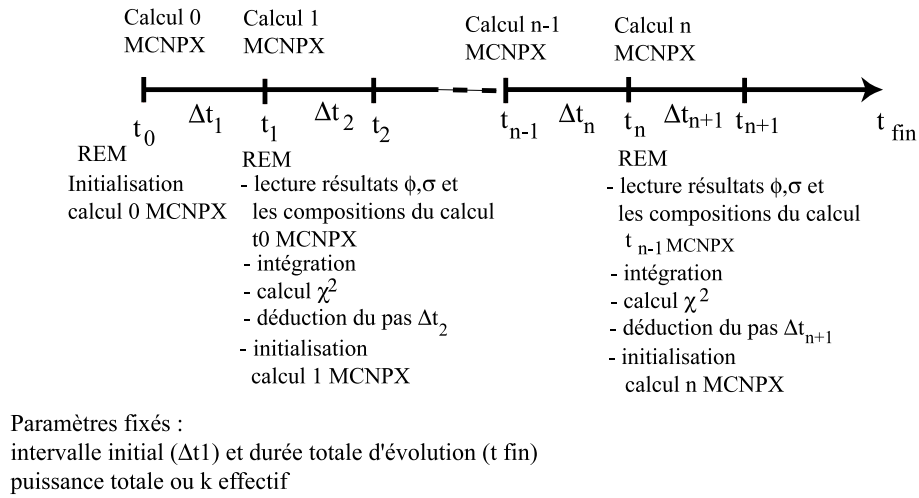 Calcul 0
MCNPX
Calcul 1
MCNPX
Calcul n-1
MCNPX
Calcul n
MCNPX
t0 Δt1 t1 Δt2 t2 tn-1 Δtn tn Δtn+1 tn+1 t fin
REM
Initialisation
calcul 0 MCNPX
REM
- lecture résultats ϕ,σ et
les compositions du calcul
t0 MCNPX
- intégration
- calcul χ²
- déduction du pas Δt2
- initialisation
calcul 1 MCNPX
REM
- lecture résultats ϕ,σ et
les compositions du calcul
t n-1 MCNPX
- intégration
- calcul χ²
- déduction du pas Δtn+1
- initialisation
calcul n MCNPX
Paramètres fixés :
intervalle initial (Δt1) et durée totale d'évolution (t fin)
puissance totale ou k effectif